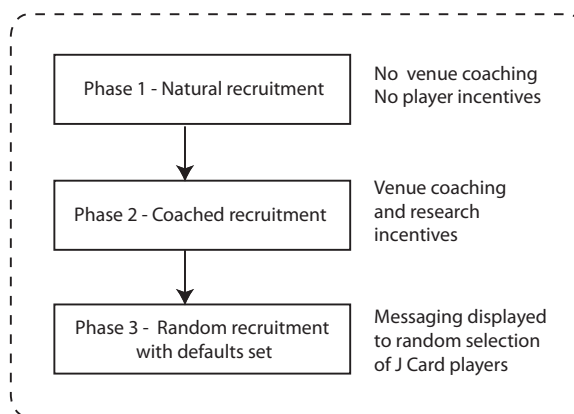 Phase 1 - Natural recruitment
No venue coaching
No player incentives
Phase 2 - Coached recruitment
Venue coaching
and research
incentives
Phase 3 - Random recruitment
with defaults set
Messaging displayed
to random selection
of J Card players